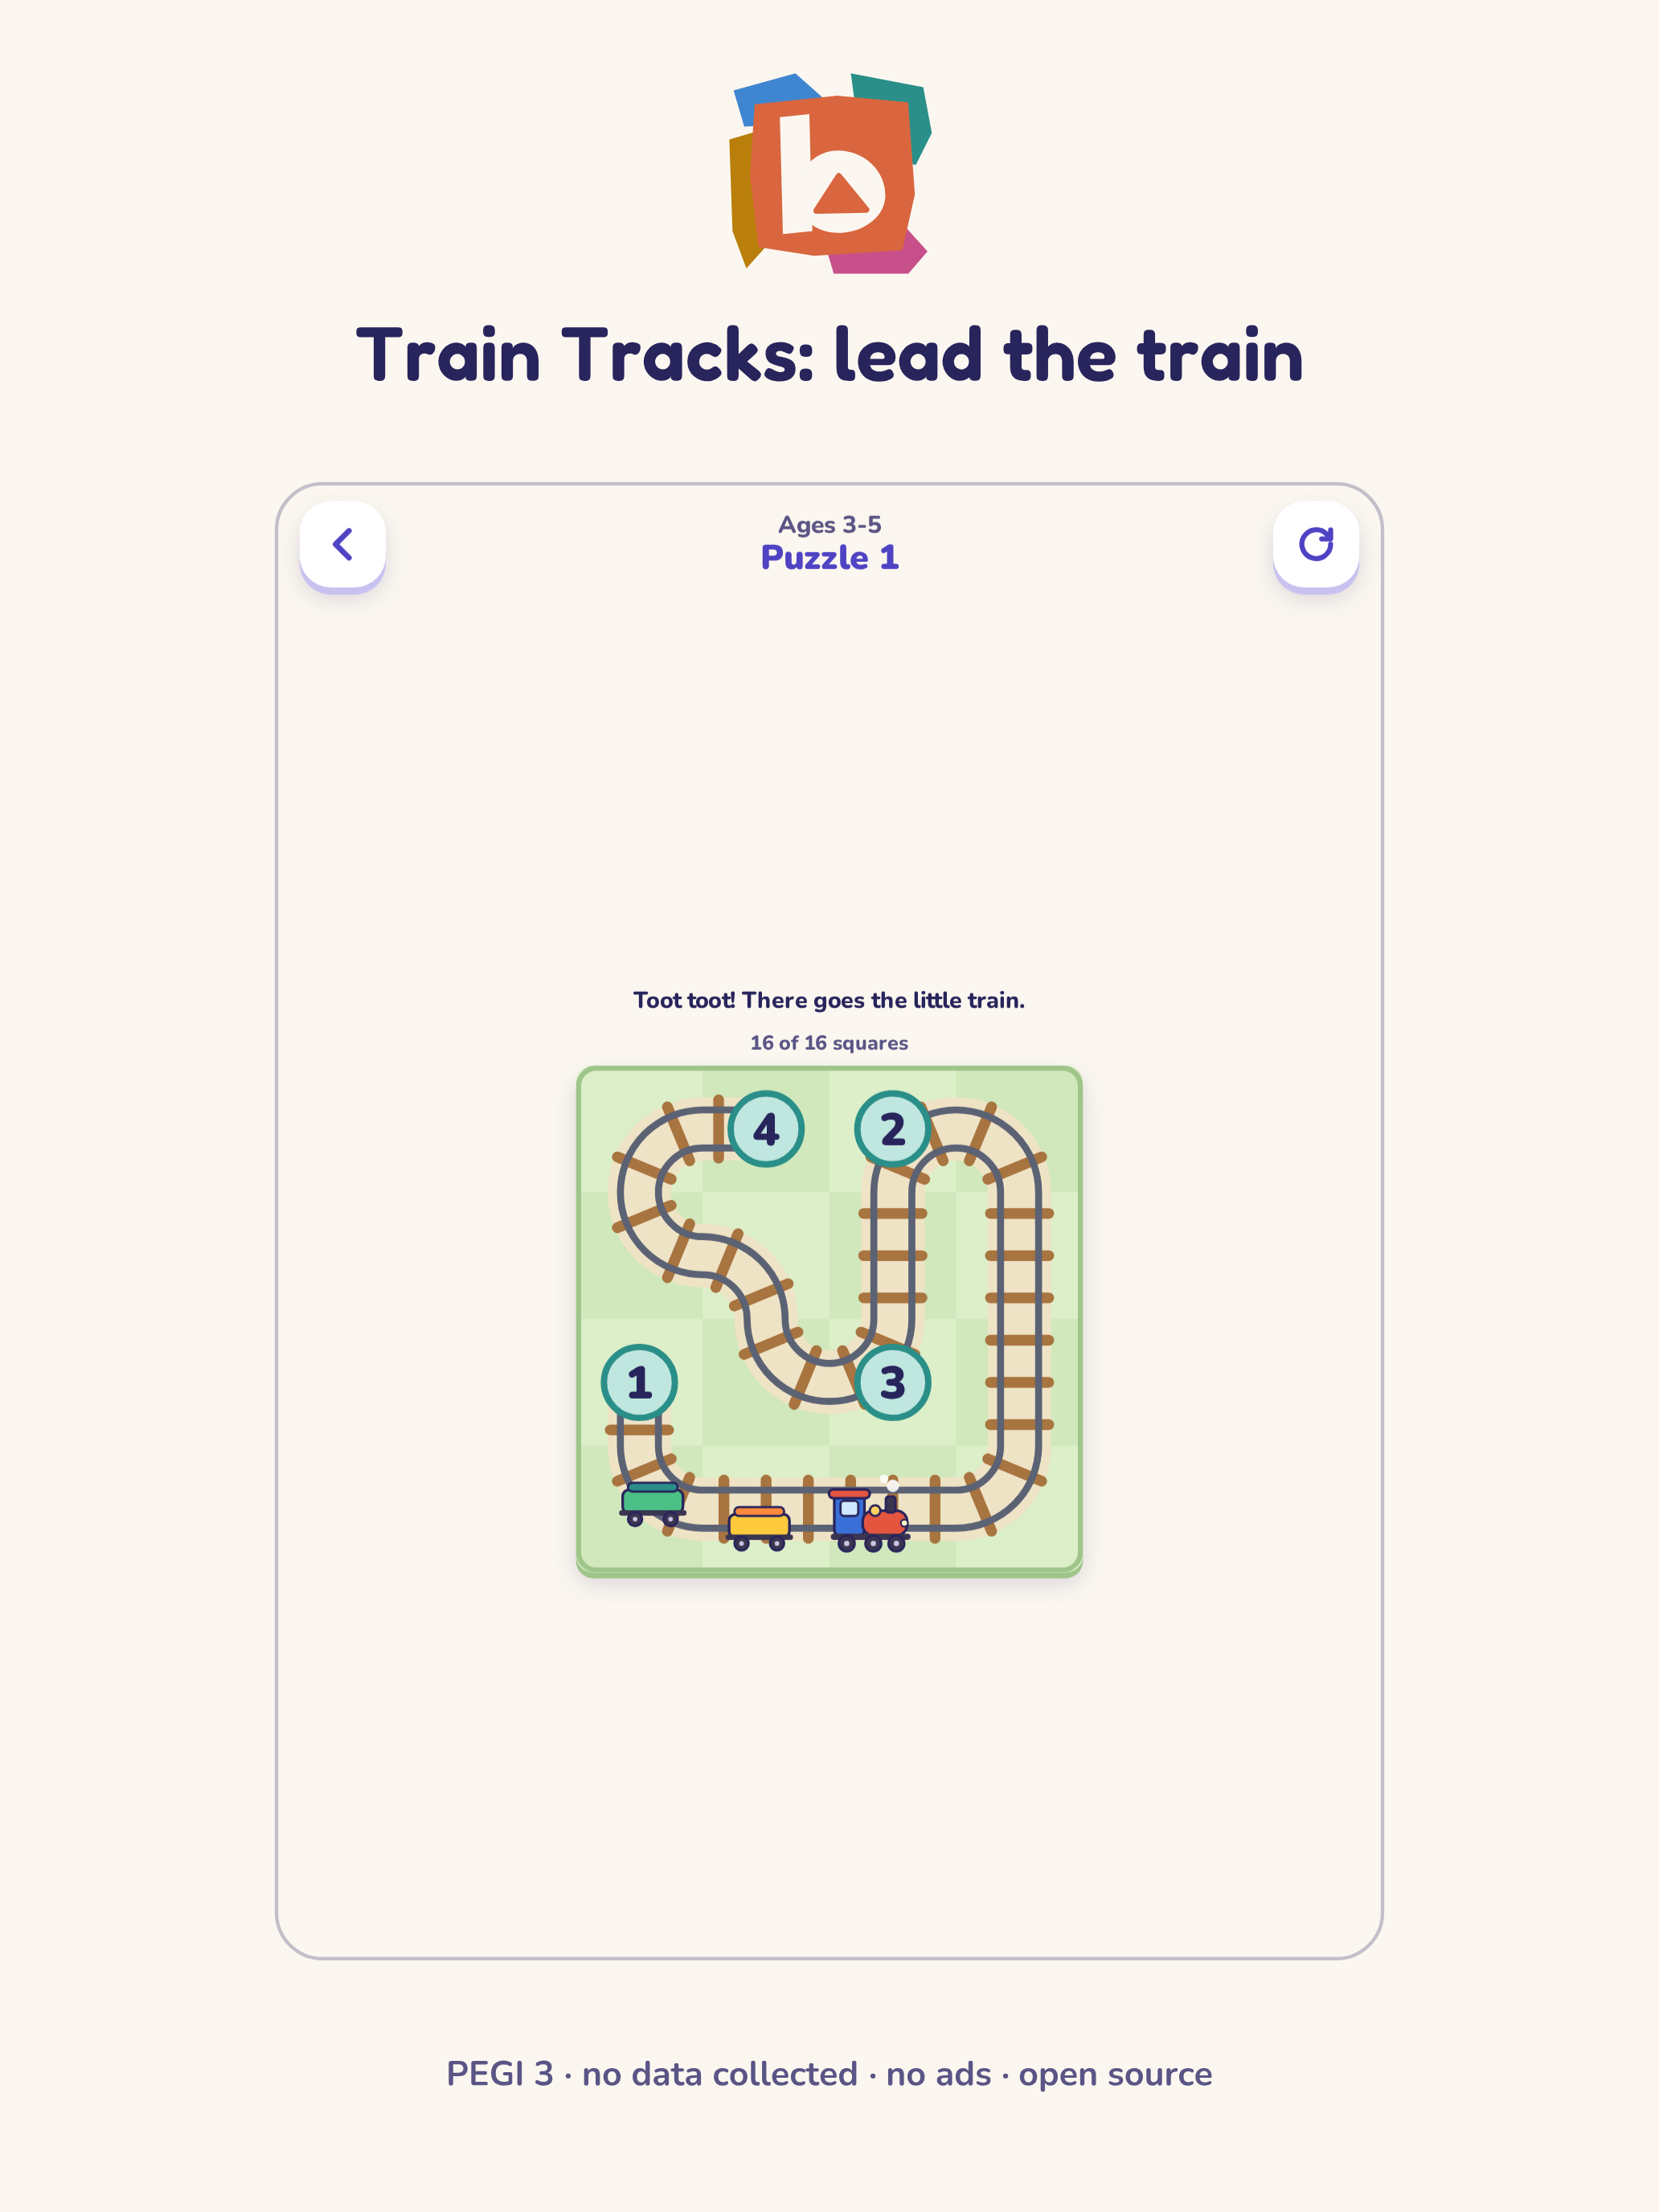 b
Train Tracks: lead the train
Ages 3-5
Puzzle 1
Toot toot! There goes the little train.
16 of 16 squares
4 2
1 3
PEGI 3 · no data collected · no ads · open source